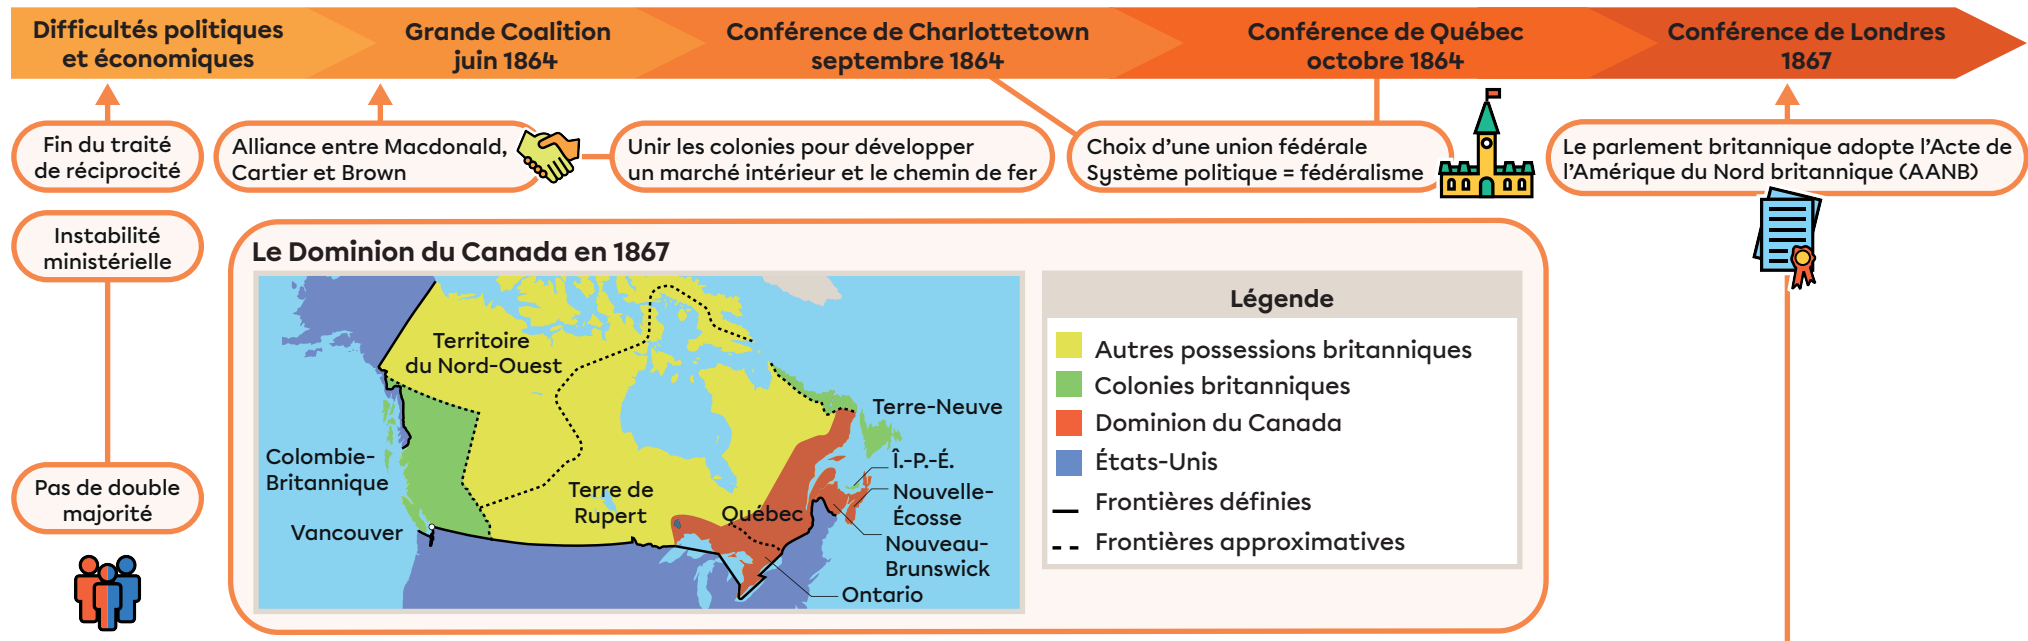 Difficultés politiques
et économiques
Grande Coalition
juin 1864
Conférence de Charlottetown
septembre 1864
Conférence de Québec
octobre 1864
Conférence de Londres
1867
Fin du traité
de réciprocité
Alliance entre Macdonald,
Cartier et Brown
Unir les colonies pour développer
un marché intérieur et le chemin de fer
Choix d'une union fédérale
Système politique = fédéralisme
Le parlement britannique adopte l'Acte de
l'Amérique du Nord britannique (AANB)
Instabilité
ministérielle
Pas de double
majorité
Le Dominion du Canada en 1867
Territoire
du Nord-Ouest
Terre-Neuve
Colombie-
Britannique
Î.-P.-É.
Terre de
Rupert
Nouvelle-
Écosse
Québec
Vancouver
Nouveau-
Brunswick
Ontario
Légende
Autres possessions britanniques
Colonies britanniques
Dominion du Canada
États-Unis
Frontières définies
Frontières approximatives